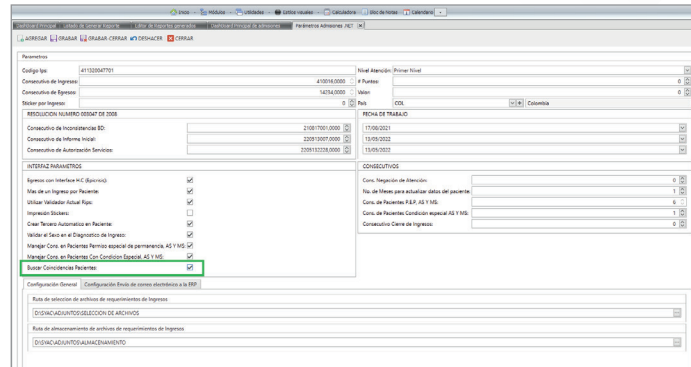 Inicio Módulos Utilidades Estilos visuales Calculadora Bloc de Notas Calendario
Dashboard Principal Listado de General Reporte Editor de Reportes generados Dashboard Principal de admisiones Parámetros Admisiones .NET
AGREGAR GRABAR GRABAR-CERRAR DESHACER CERRAR
Parametros
Codigo Ips: 411320047701 Nivel Atención: Primer Nivel
Consecutivo de Ingreso: 410016,0000 # Puntos: 0
Consecutivo de Egreso: 14234,0000 Valor: 0
Sticker por Ingreso: 0 País COL Colombia
RESOLUCION NUMERO 003047 DE 2008 FECHA DE TRABAJO
Consecutivo de Inconsistencias BD: 210817001,0000 17/08/2021
Consecutivo de Informe Inicial: 220513007,0000 13/05/2022
Consecutivo de Autorización Servicios: 2205132228,0000 13/05/2022
INTERFAZ PARAMETROS CONSECUTIVOS
Egresos con Interface H.C (Epicrisis): Cons. Negación de Atención: 0
Mas de un Ingreso por Paciente: No. de Meses para actualizar datos del paciente: 1
Utilizar Validador Actual Rips: Cons. de Pacientes P.E.P, AS Y MS: 6
Impresión Stickers: Cons. de Pacientes Condición especial AS Y MS: 1
Crear Tercero Automatico en Paciente: Consecutivo Cierre de Ingresos: 0
Validar el Sexo en el Diagnostico de Ingreso:
Manejar Cons. en Pacientes Permiso especial de permanencia, AS Y MS:
Manejar Cons. en Pacientes Con Condicion Especial, AS Y MS:
Buscar Coincidencias Pacientes:
Configuración General Configuración Envío de correo electrónico a la ERP
Ruta de seleccion de archivos de requerimientos de Ingresos
D:\SYAC\ADJUNTOS\SELECCION DE ARCHIVOS
Ruta de almacenamiento de archivos de requerimientos de Ingresos
D:\SYAC\ADJUNTOS\ALMACENAMIENTO